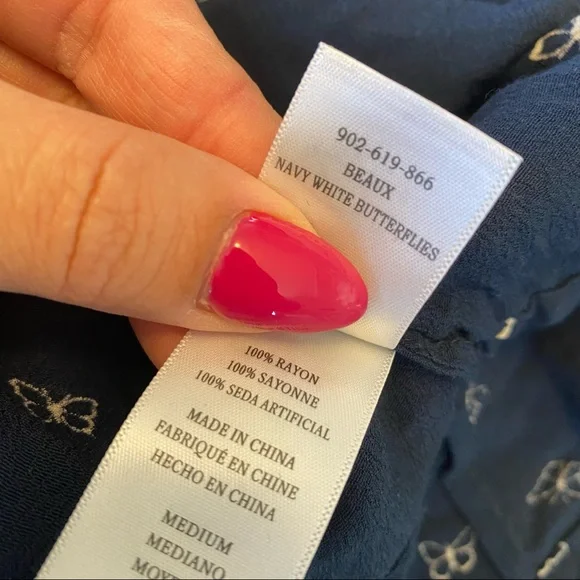 902-619-866
BEAUX
NAVY WHITE BUTTERFLIES
100% RAYON
100% SAYONNE
100% SEDA ARTIFICIAL
MADE IN CHINA
FABRIQUÉ EN CHINE
HECHO EN CHINA
MEDIUM
MEDIANO